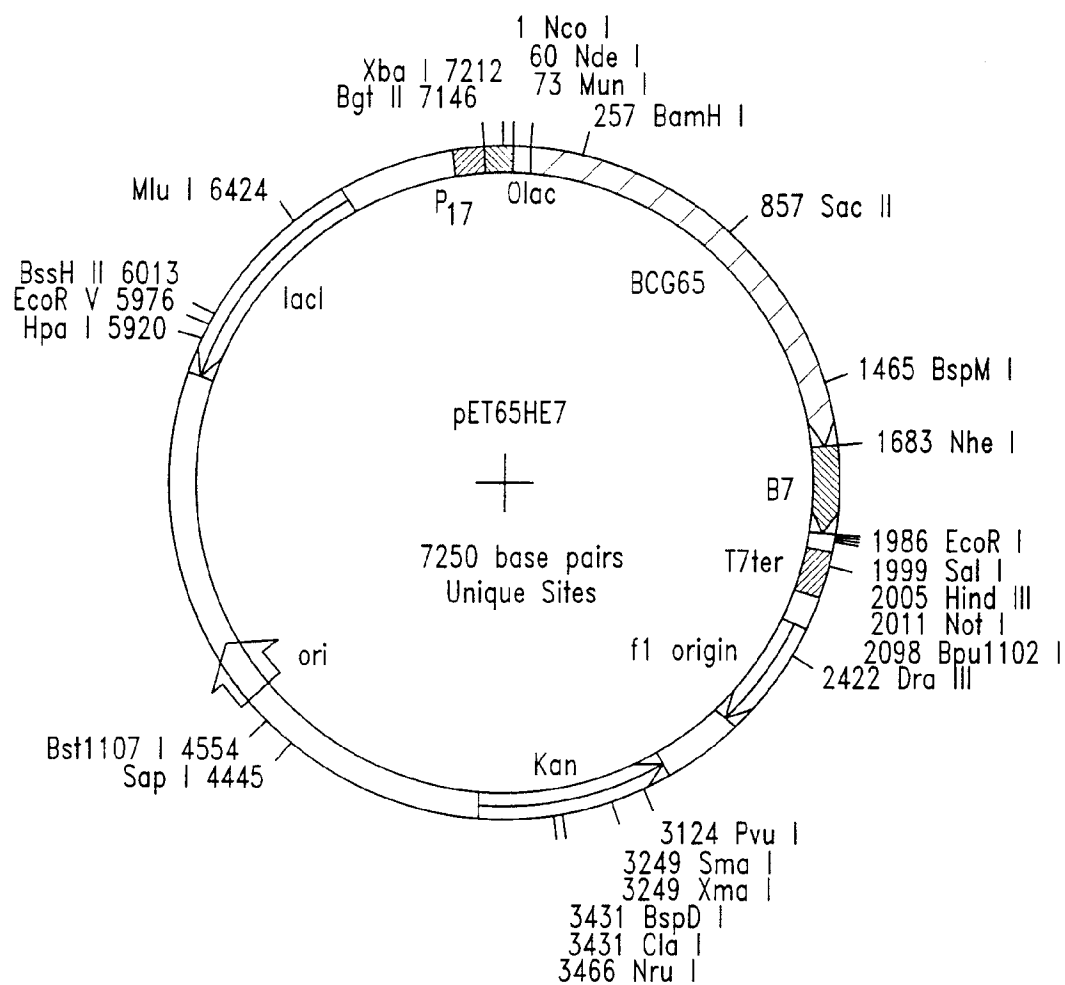 1 Nco I
60 Nde I
73 Mun I
257 BamH I
Xba I 7212
Bgt II 7146
857 Sac II
Mlu I 6424
P17
Olac
BCG65
BssH II 6013
EcoR V 5976
Hpa I 5920
lacI
1465 BspM I
pET65HE7
1683 Nhe I
B7
7250 base pairs
Unique Sites
T7ter
1986 EcoR I
1999 Sal I
2005 Hind III
2011 Not I
2098 Bpu1102 I
2422 Dra III
f1 origin
ori
Bst1107 I 4554
Sap I 4445
Kan
3124 Pvu I
3249 Sma I
3249 Xma I
3431 BspD I
3431 Cla I
3466 Nru I